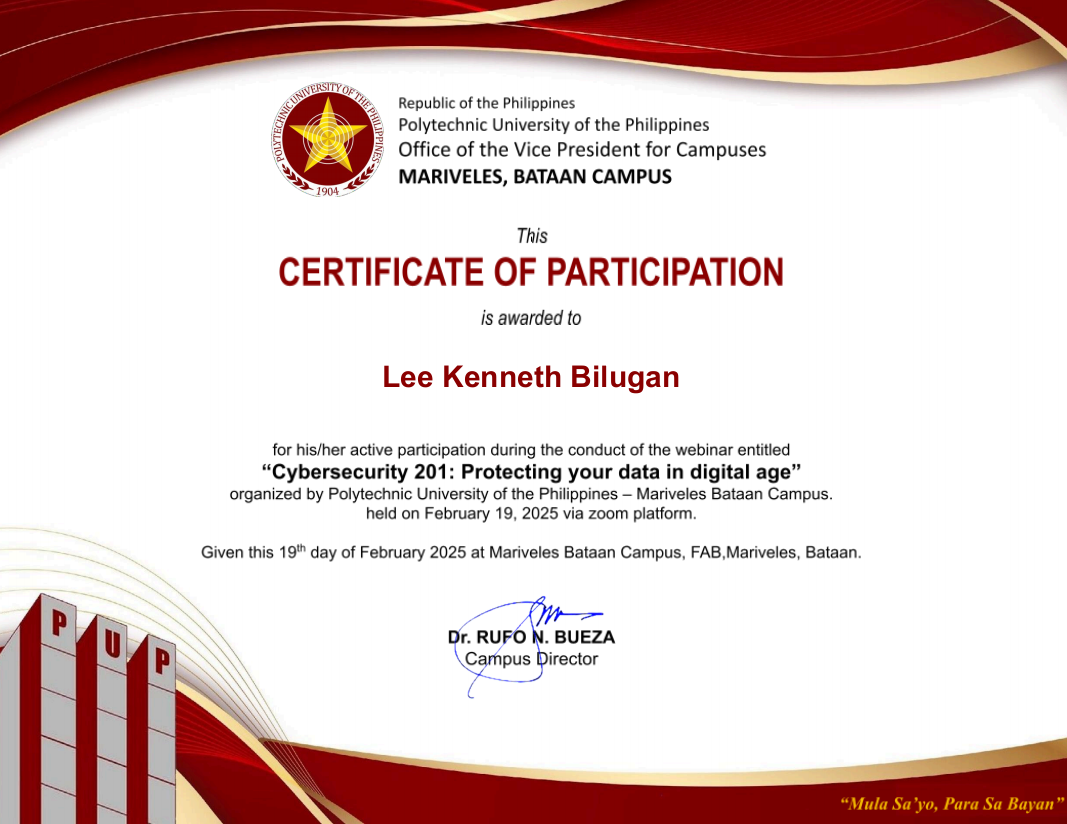 POLYTECHNIC UNIVERSITY OF THE PHILIPPINES
1904
Republic of the Philippines
Polytechnic University of the Philippines
Office of the Vice President for Campuses
MARIVELES, BATAAN CAMPUS
This
CERTIFICATE OF PARTICIPATION
is awarded to
Lee Kenneth Bilugan
for his/her active participation during the conduct of the webinar entitled
“Cybersecurity 201: Protecting your data in digital age”
organized by Polytechnic University of the Philippines – Mariveles Bataan Campus.
held on February 19, 2025 via zoom platform.
Given this 19th day of February 2025 at Mariveles Bataan Campus, FAB,Mariveles, Bataan.
Dr. RUFO N. BUEZA
Campus Director
P U P
“Mula Sa’yo, Para Sa Bayan”